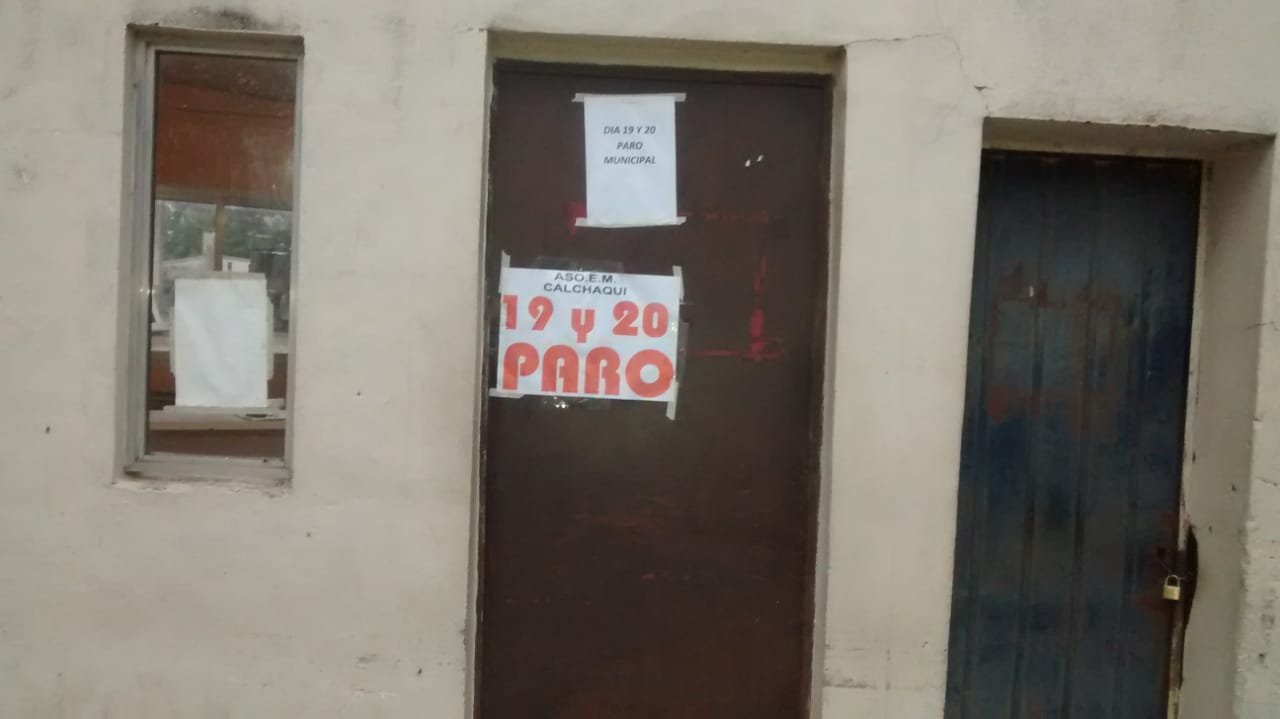 DIA 19 Y 20
PARO
MUNICIPAL
ASO.E.M.
CALCHAQUI
19 y 20
PARO